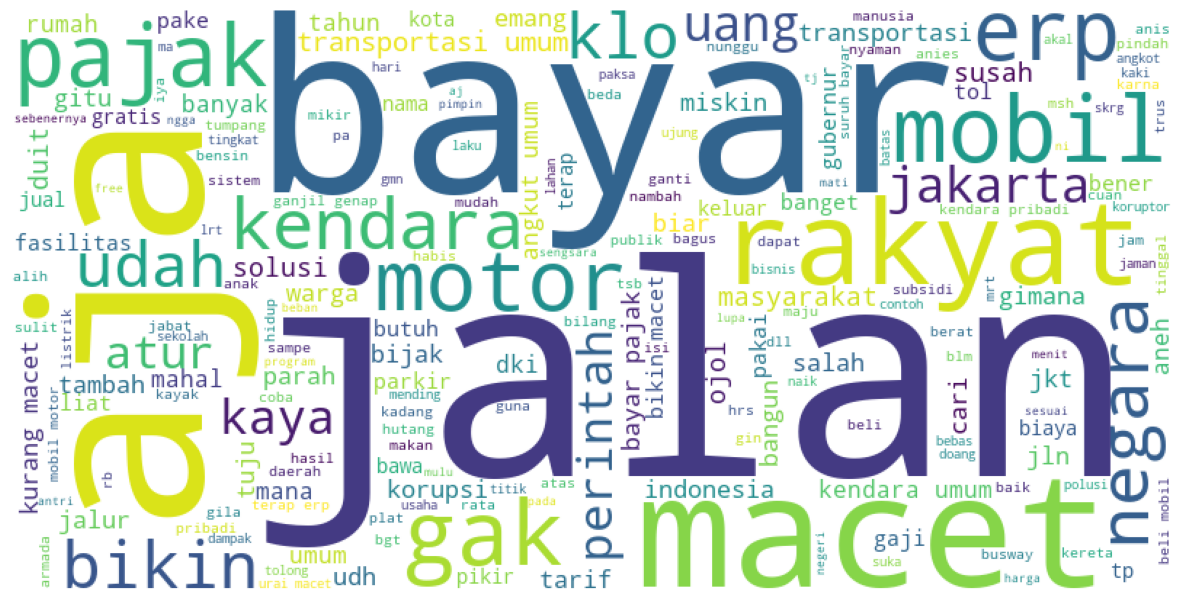 rumah
pake
tahun
kota
emang
uang
manusia
erp
anis
pajak
ma
transportasi umum
klo
nunggu
transportasi
akal
pindah
bayar
hari
paksa
nyaman
anies
angkot
iya
tj
susah
kaki
gitu
banyak
aj
nama
pimpin
beda
miskin
gubernur
suruh bayar
tol
msh
skrg
karna
sebenernya
gratis
ngga
mikir
pa
laku
ujung
mobil
trus
duit
aja
tumpang
tingkat
bensin
angkut umum
lahan
terap
batas
ni
jual
free
sistem
gmn
ganti
mati
jakarta
bener
ganjil genap
mudah
nambah
cuan
kendara
biar
keluar
banget
kendara pribadi
koruptor
fasilitas
lrt
udah
solusi
habis
sengsara
publik
bagus
dapat
rakyat
jam
jaman
tinggal
alih
anak
motor
jalan
bisnis
mrt
warga
beban
tsb
masyarakat
subsidi
contoh
gimana
negara
sulit
listrik
jabat
sekolah
hidup
sampe
butuh
bilang
lupa
maju
atur
program
bijak
perintah
bayar pajak
isi
bikin macet
ojol
pakai
dll
salah
berat
blm
menit
aneh
tambah
mahal
parah
parkir
dki
naik
cari
jkt
liat
kayak
coba
mending
kurang macet
mobil motor
kaya
kadang
guna
hrs
bangun
beli
sesuai
biaya
hutang
makan
gin
bebas
doang
jln
tuju
hasil
daerah
bawa
mulu
rb
mana
korupsi
titik
atas
indonesia
kendara umum
baik
polusi
antri
gila
terap erp
usaha
rata
pada
jalur
pribadi
dampak
plat
gak
macet
beli mobil
armada
bikin
umum
bgt
negeri
gaji
busway
kereta
tolong
urai macet
udh
pikir
tarif
suka
harga
tp